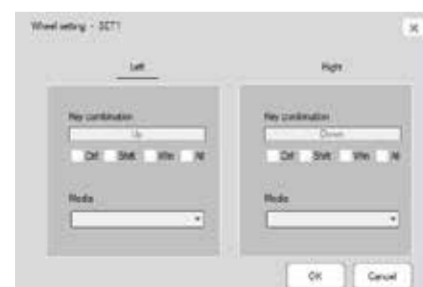 Wheel setting - SET1
Left Right
Key combination Key combination
Up Down
Ctrl Shift Win Alt Ctrl Shift Win Alt
Media Media
OK Cancel